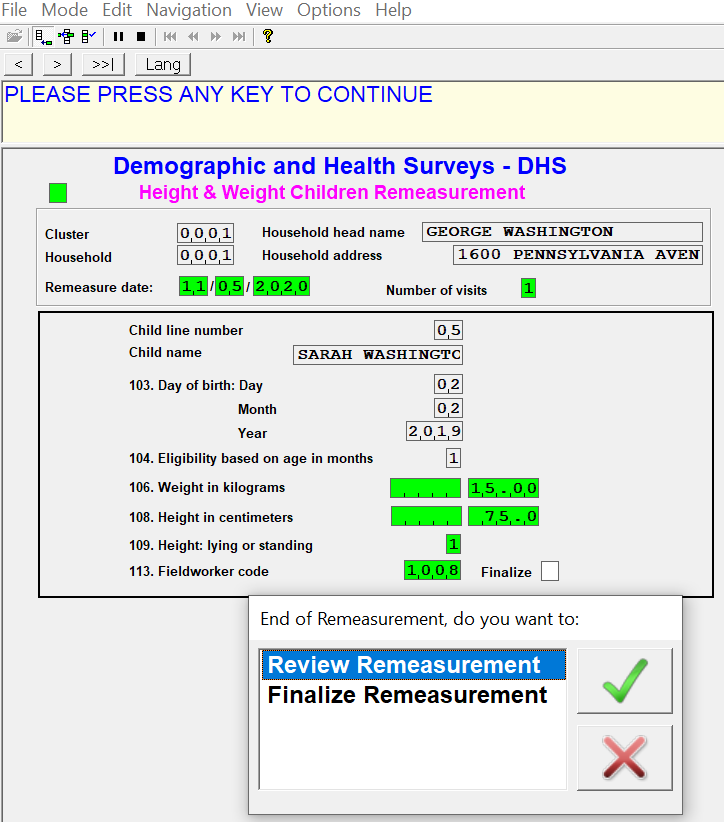 File Mode Edit Navigation View Options Help
< > >>| Lang
PLEASE PRESS ANY KEY TO CONTINUE
Demographic and Health Surveys - DHS
Height & Weight Children Remeasurement
Cluster 0001 Household head name GEORGE WASHINGTON
Household 0001 Household address 1600 PENNSYLVANIA AVEN
Remeasure date: 11/05/2020 Number of visits 1
Child line number 05
Child name SARAH WASHINGTO
103. Day of birth: Day 02
Month 02
Year 2019
104. Eligibility based on age in months 1
106. Weight in kilograms 15.00
108. Height in centimeters 75.0
109. Height: lying or standing 1
113. Fieldworker code 1008 Finalize
End of Remeasurement, do you want to:
Review Remeasurement
Finalize Remeasurement